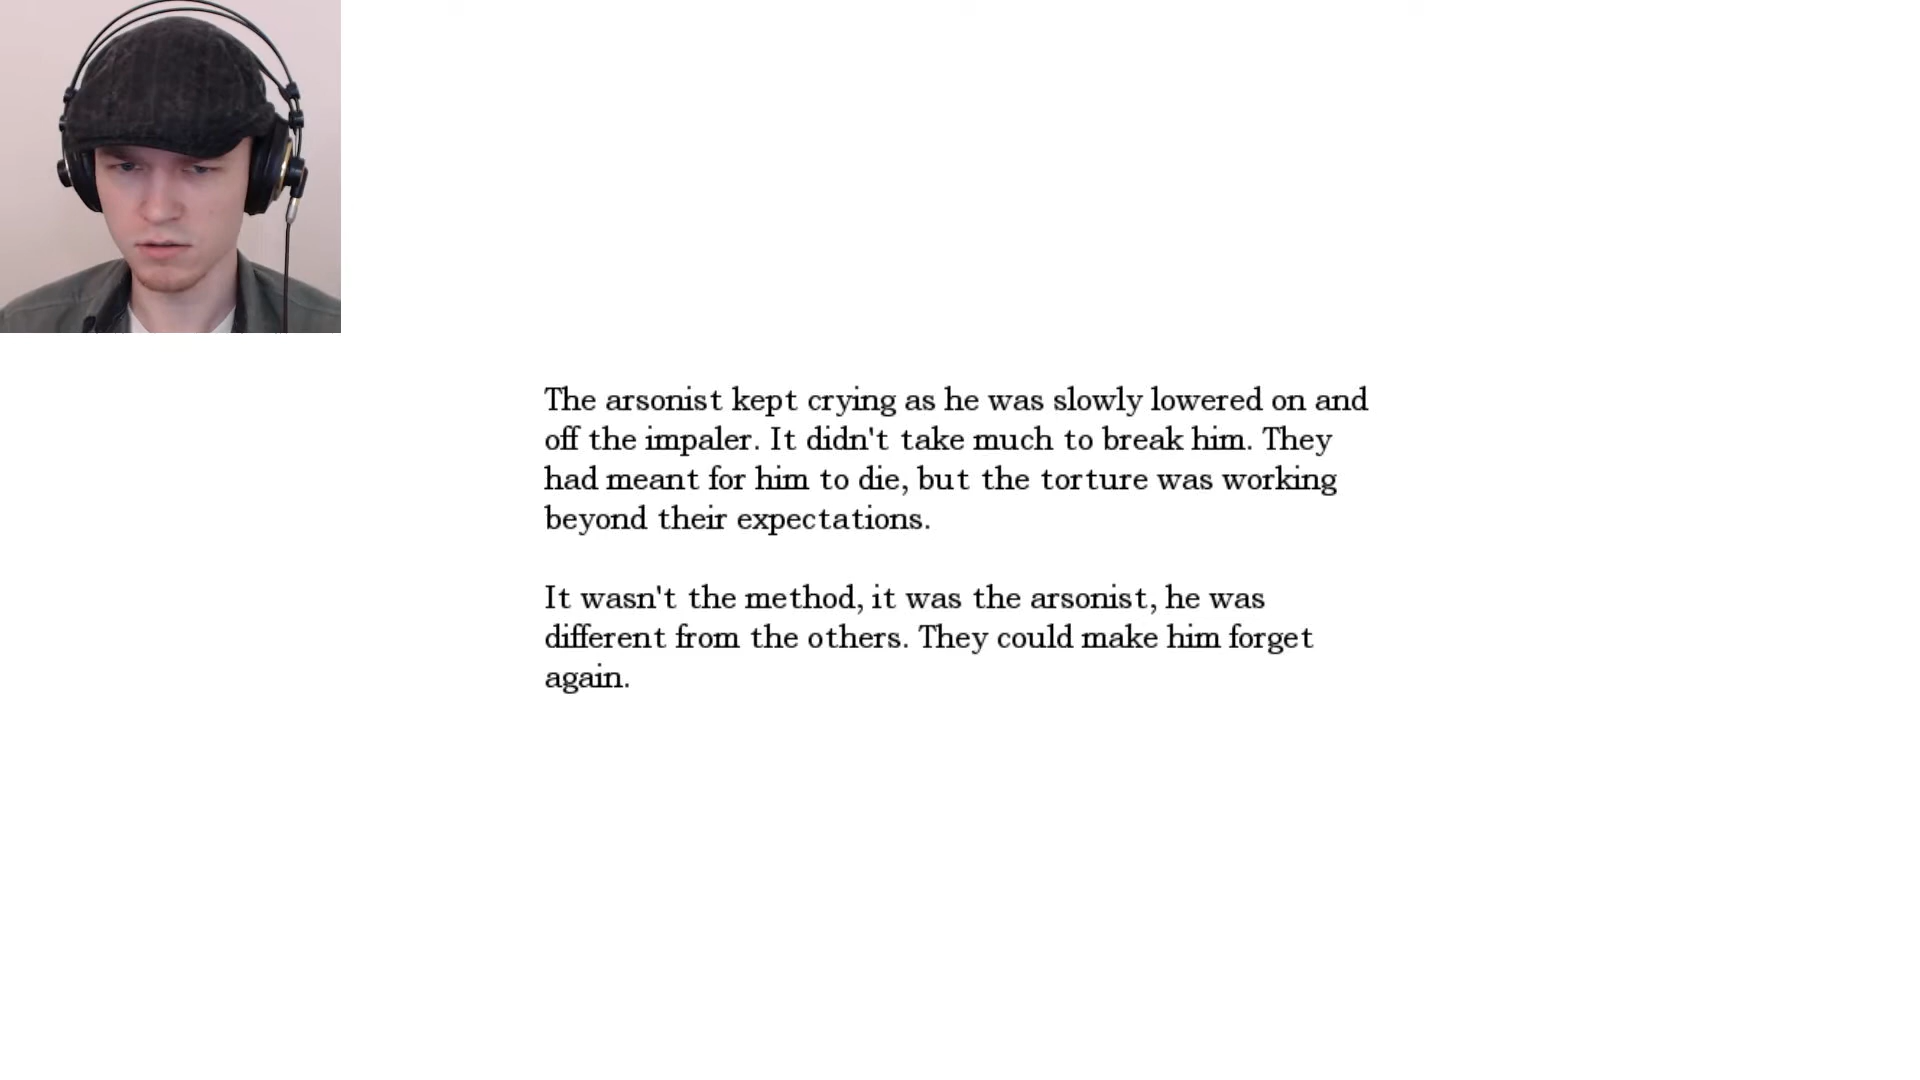 The arsonist kept crying as he was slowly lowered on and
off the impaler. It didn't take much to break him. They
had meant for him to die, but the torture was working
beyond their expectations.
It wasn't the method, it was the arsonist, he was
different from the others. They could make him forget
again.